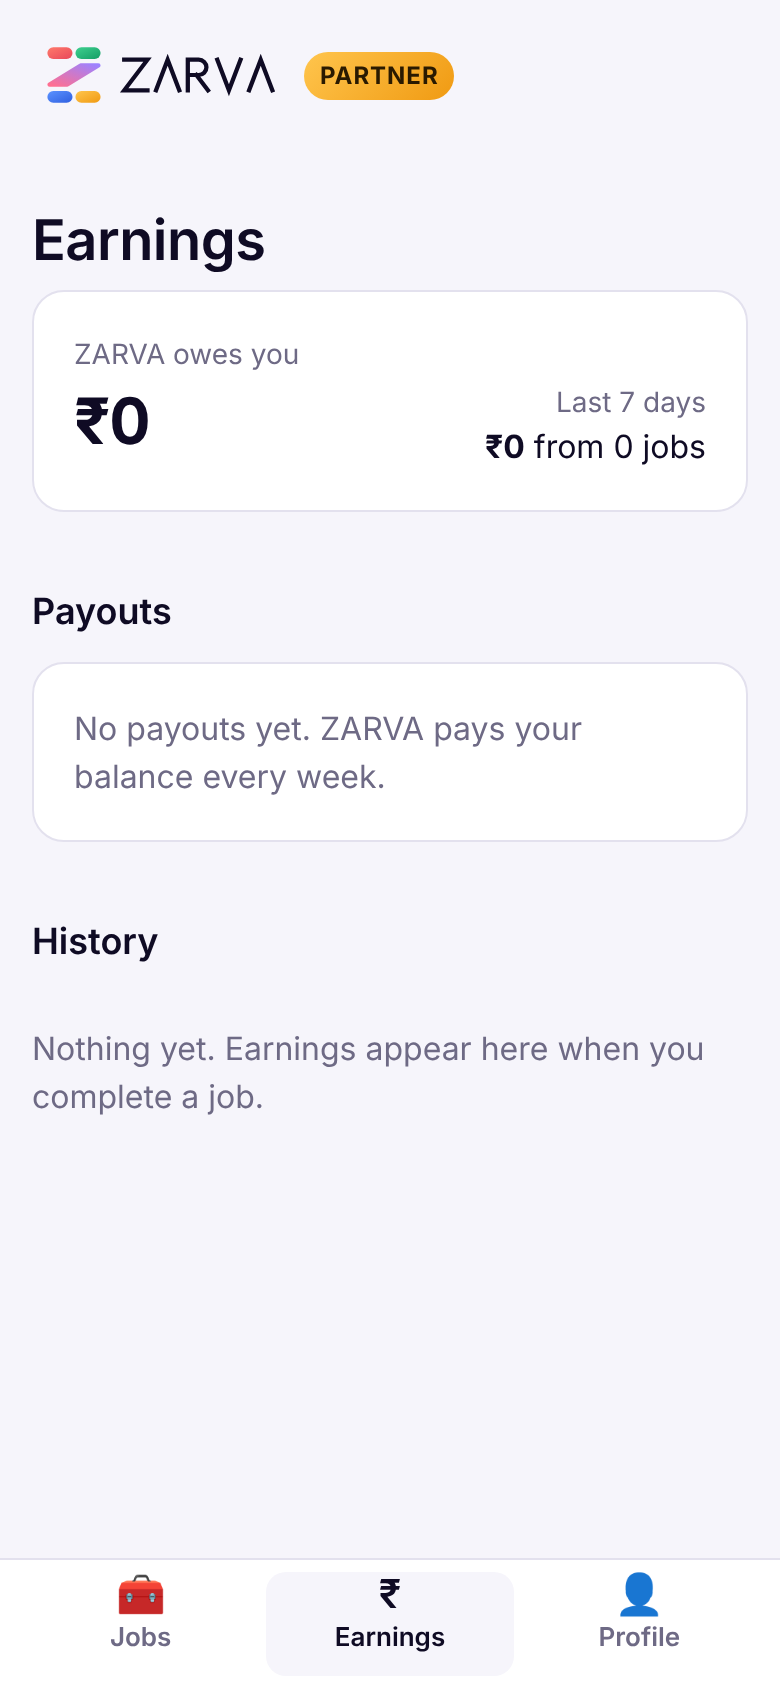 ZARVA PARTNER
Earnings
ZARVA owes you
₹0
Last 7 days
₹0 from 0 jobs
Payouts
No payouts yet. ZARVA pays your
balance every week.
History
Nothing yet. Earnings appear here when you
complete a job.
₹
Jobs Earnings Profile